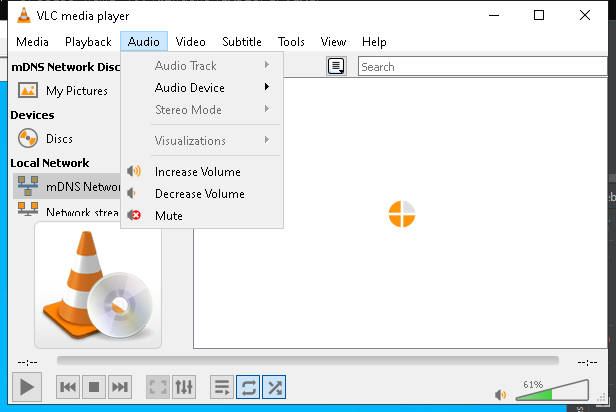 VLC media player
Media Playback Audio Video Subtitle Tools View Help
mDNS Network Disc
Search
My Pictures
Devices
Discs
Local Network
mDNS Networ
Network strea
Audio Track
Audio Device
Stereo Mode
Visualizations
Increase Volume
Decrease Volume
Mute
--:-- --:--
61%